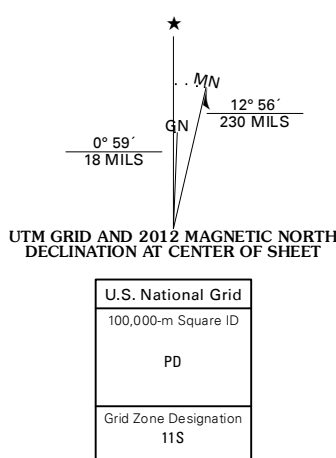 ★
MN
GN
12° 56´
230 MILS
0° 59´
18 MILS
UTM GRID AND 2012 MAGNETIC NORTH
DECLINATION AT CENTER OF SHEET
U.S. National Grid
100,000-m Square ID
PD
Grid Zone Designation
11S